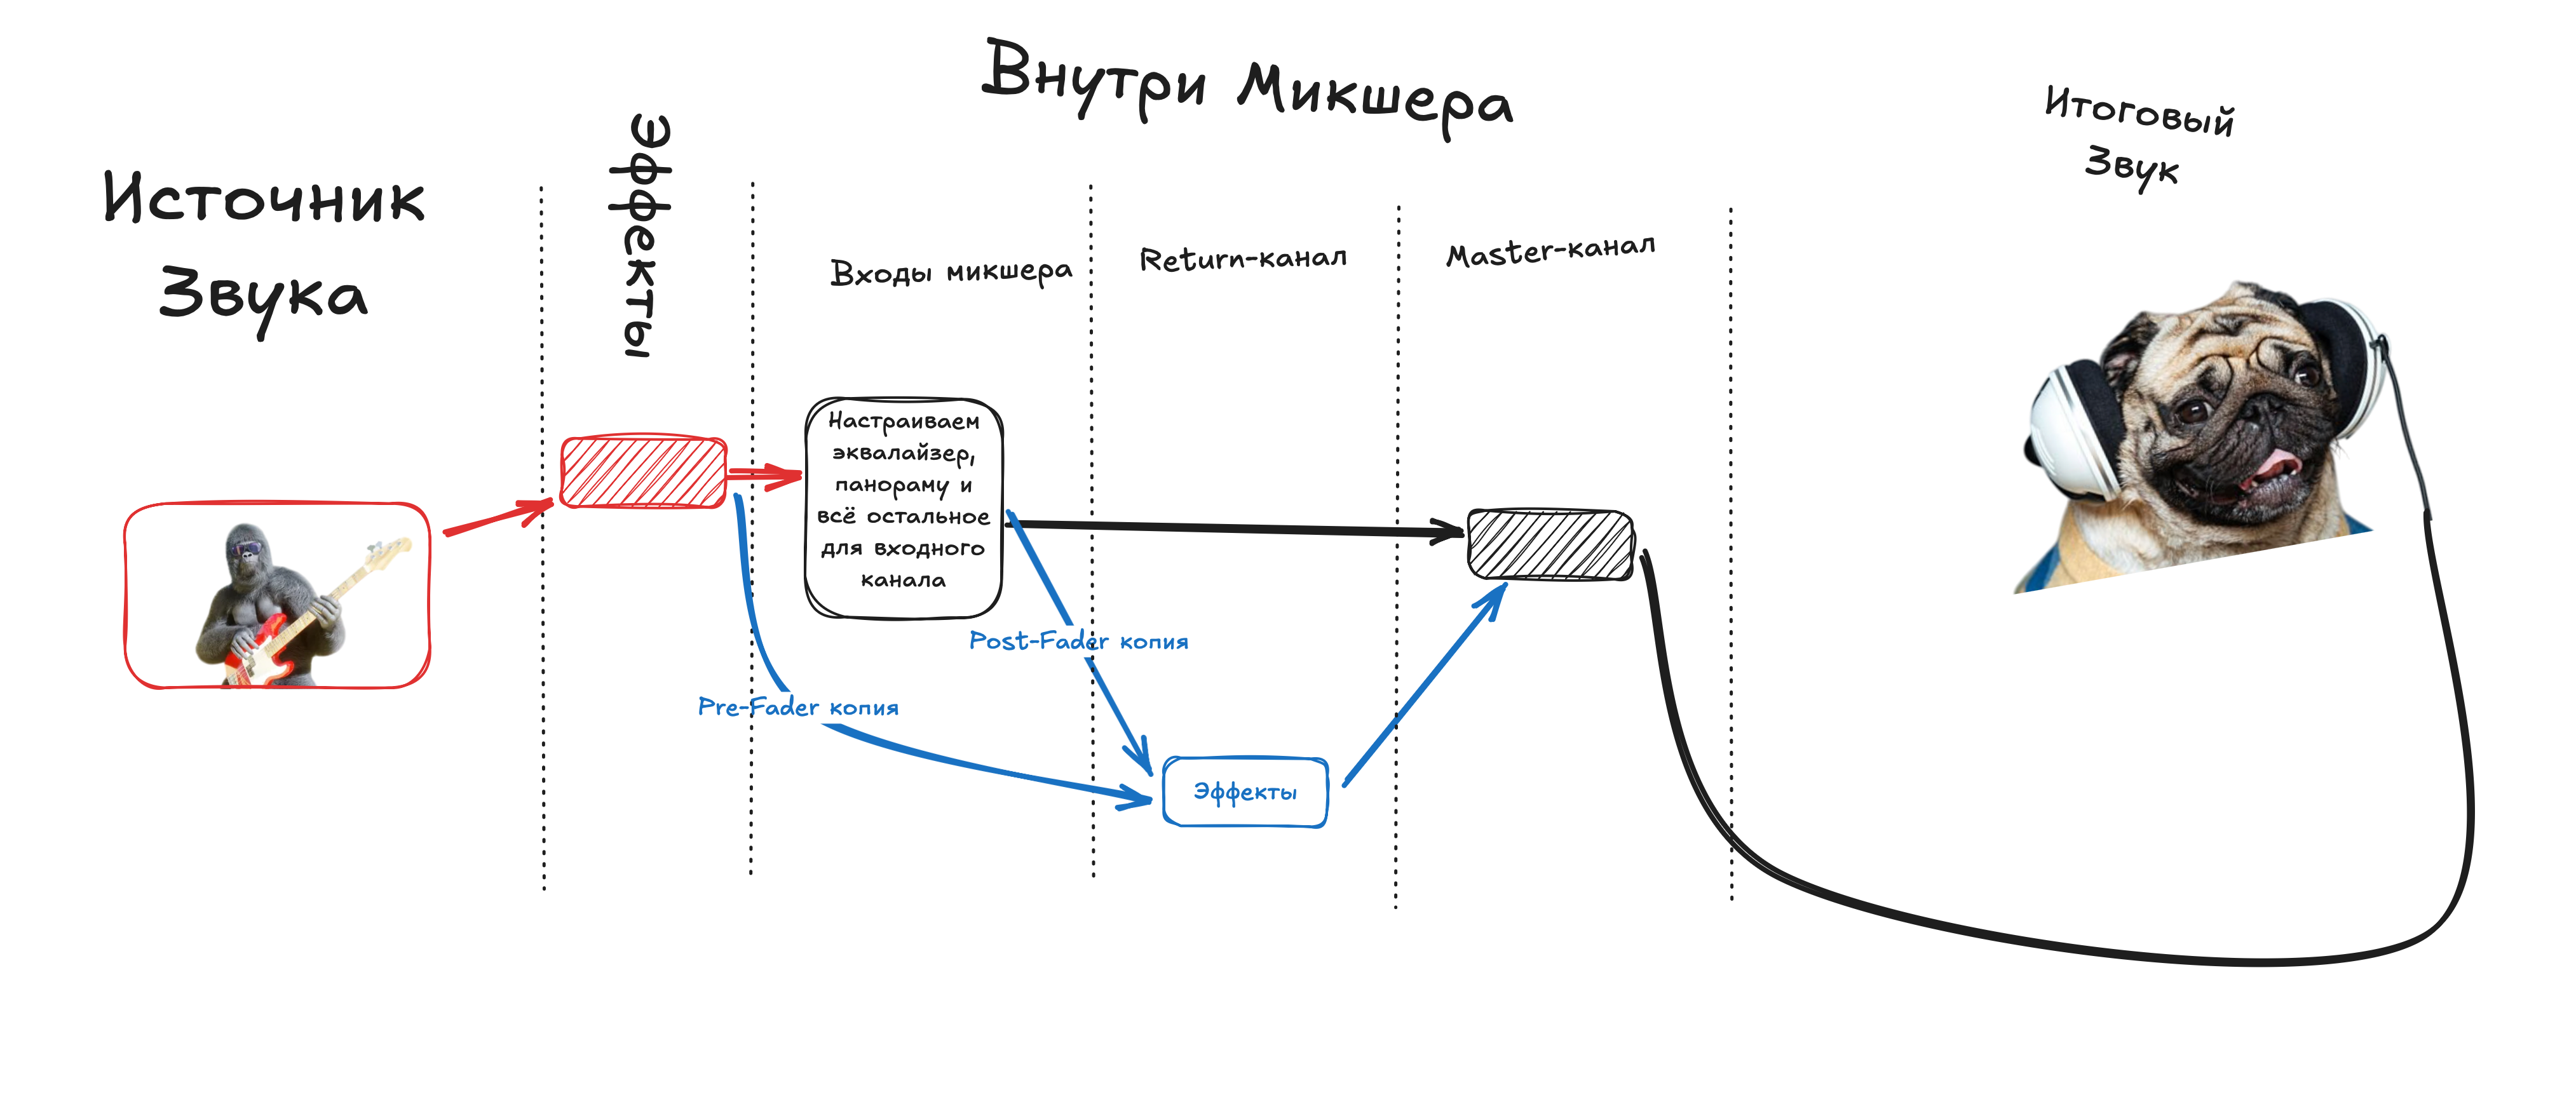 Внутри Микшера
Источник
Звука
Эффекты
Итоговый
Звук
Входы микшера
Return-канал
Master-канал
Настраиваем
эквалайзер,
панораму и
всё остальное
для входного
канала
Post-Fader копия
Pre-Fader копия
Эффекты